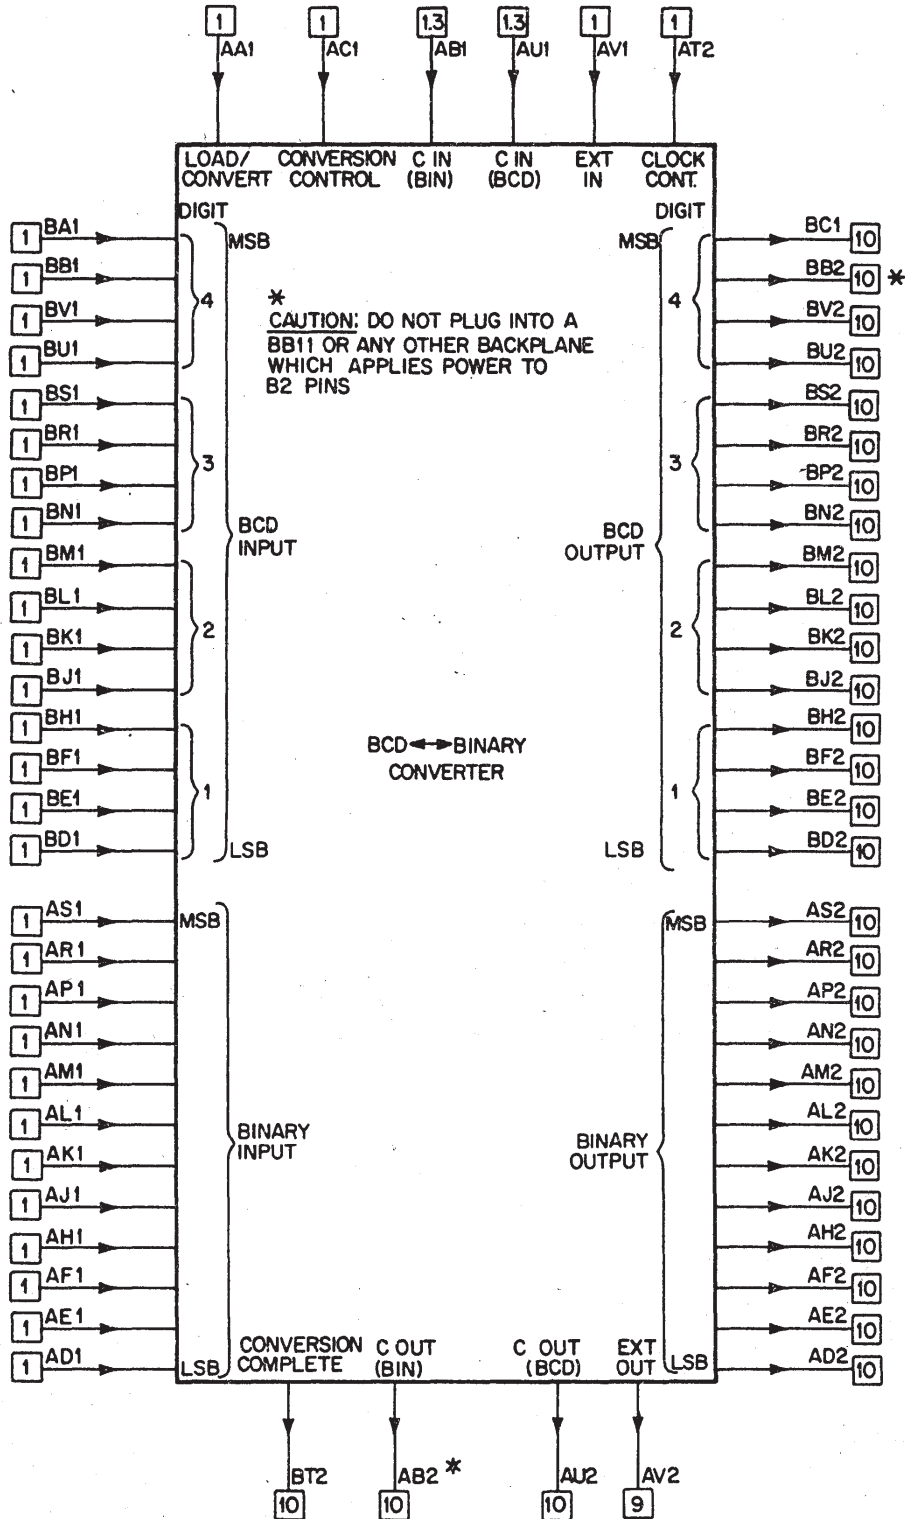 1 1 1.3 1.3 1 1
AA1 AC1 AB1 AU1 AV1 AT2
LOAD/ CONVERSION C IN C IN EXT CLOCK
CONVERT CONTROL (BIN) (BCD) IN CONT.
DIGIT DIGIT
1 BA1 MSB MSB BC1 10
1 BB1 BB2 10 *
4 4
*
1 BV1 CAUTION: DO NOT PLUG INTO A BV2 10
BB11 OR ANY OTHER BACKPLANE
1 BU1 WHICH APPLIES POWER TO BU2 10
B2 PINS
1 BS1 BS2 10
1 BR1 BR2 10
3 3
1 BP1 BP2 10
1 BN1 BCD BCD BN2 10
INPUT OUTPUT
1 BM1 BM2 10
1 BL1 BL2 10
2 2
1 BK1 BK2 10
1 BJ1 BJ2 10
1 BH1 BH2 10
BCD BINARY
1 BF1 CONVERTER BF2 10
1 1
1 BE1 BE2 10
1 BD1 LSB LSB BD2 10
1 AS1 MSB MSB AS2 10
1 AR1 AR2 10
1 AP1 AP2 10
1 AN1 AN2 10
1 AM1 AM2 10
1 AL1 BINARY BINARY AL2 10
INPUT OUTPUT
1 AK1 AK2 10
1 AJ1 AJ2 10
1 AH1 AH2 10
1 AF1 AF2 10
1 AE1 AE2 10
CONVERSION C OUT C OUT EXT
COMPLETE (BIN) (BCD) OUT
1 AD1 LSB LSB AD2 10
BT2 AB2 * AU2 AV2
10 10 10 9